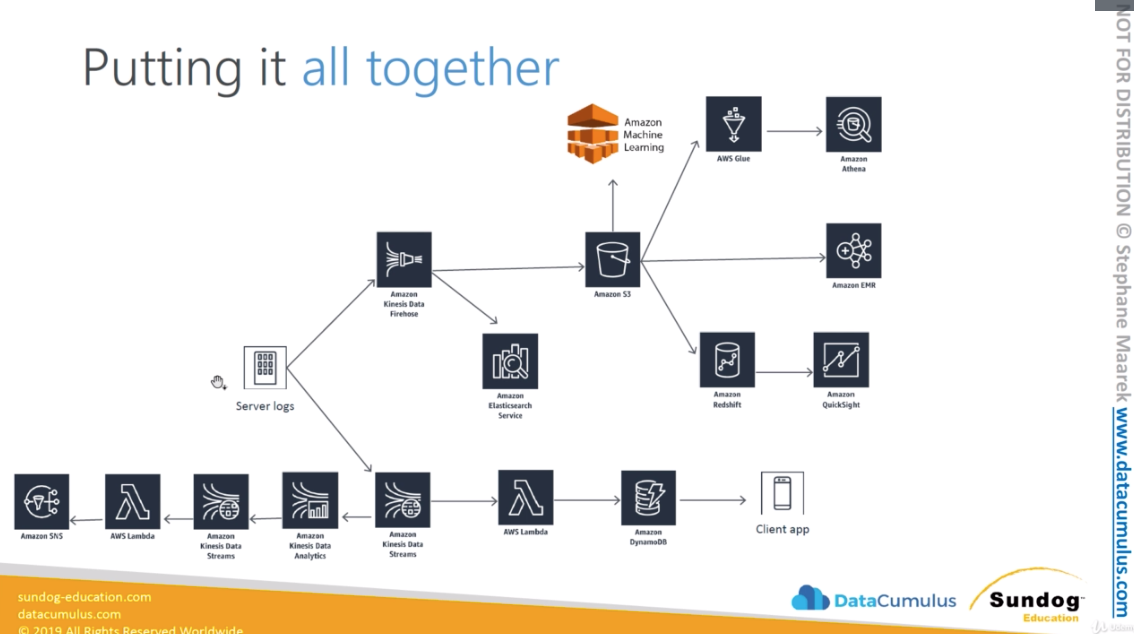 Putting it all together
Amazon
Machine
Learning
AWS Glue
Amazon
Athena
Amazon
Kinesis Data
Firehose
Amazon S3
Amazon EMR
Server logs
Amazon
Elasticsearch
Service
Amazon
Redshift
Amazon
QuickSight
Amazon SNS
AWS Lambda
Amazon
Kinesis Data
Streams
Amazon
Kinesis Data
Analytics
Amazon
Kinesis Data
Streams
AWS Lambda
Amazon
DynamoDB
Client app
sundog-education.com
datacumulus.com
© 2019 All Rights Reserved Worldwide
DataCumulus
Sundog
Education
NOT FOR DISTRIBUTION © Stephane Maarek www.datacumulus.com